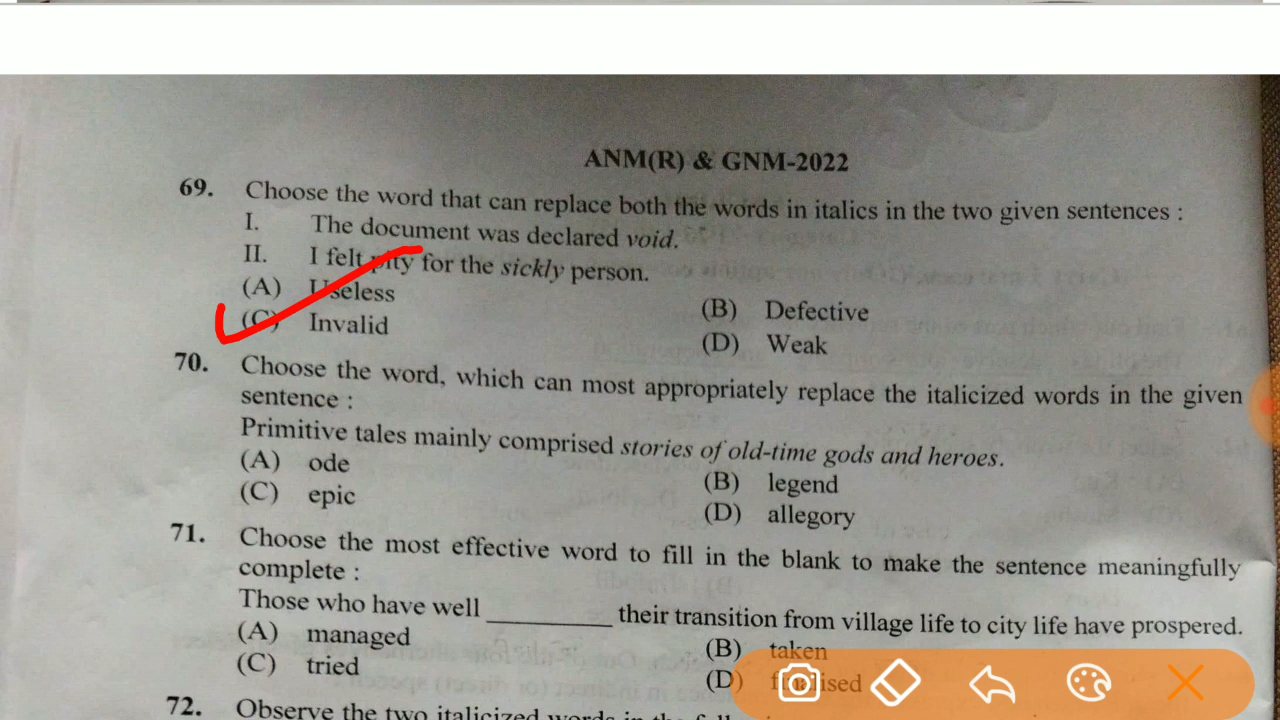 ANM(R) & GNM-2022
69. Choose the word that can replace both the words in italics in the two given sentences :
I. The document was declared void.
II. I felt pity for the sickly person.
(A) Useless
(B) Defective
(C) Invalid
(D) Weak
70. Choose the word, which can most appropriately replace the italicized words in the given
sentence :
Primitive tales mainly comprised stories of old-time gods and heroes.
(A) ode
(B) legend
(C) epic
(D) allegory
71. Choose the most effective word to fill in the blank to make the sentence meaningfully
complete :
Those who have well _________ their transition from village life to city life have prospered.
(A) managed
(B) taken
(C) tried
(D)
72. Observe the two italicized words in the